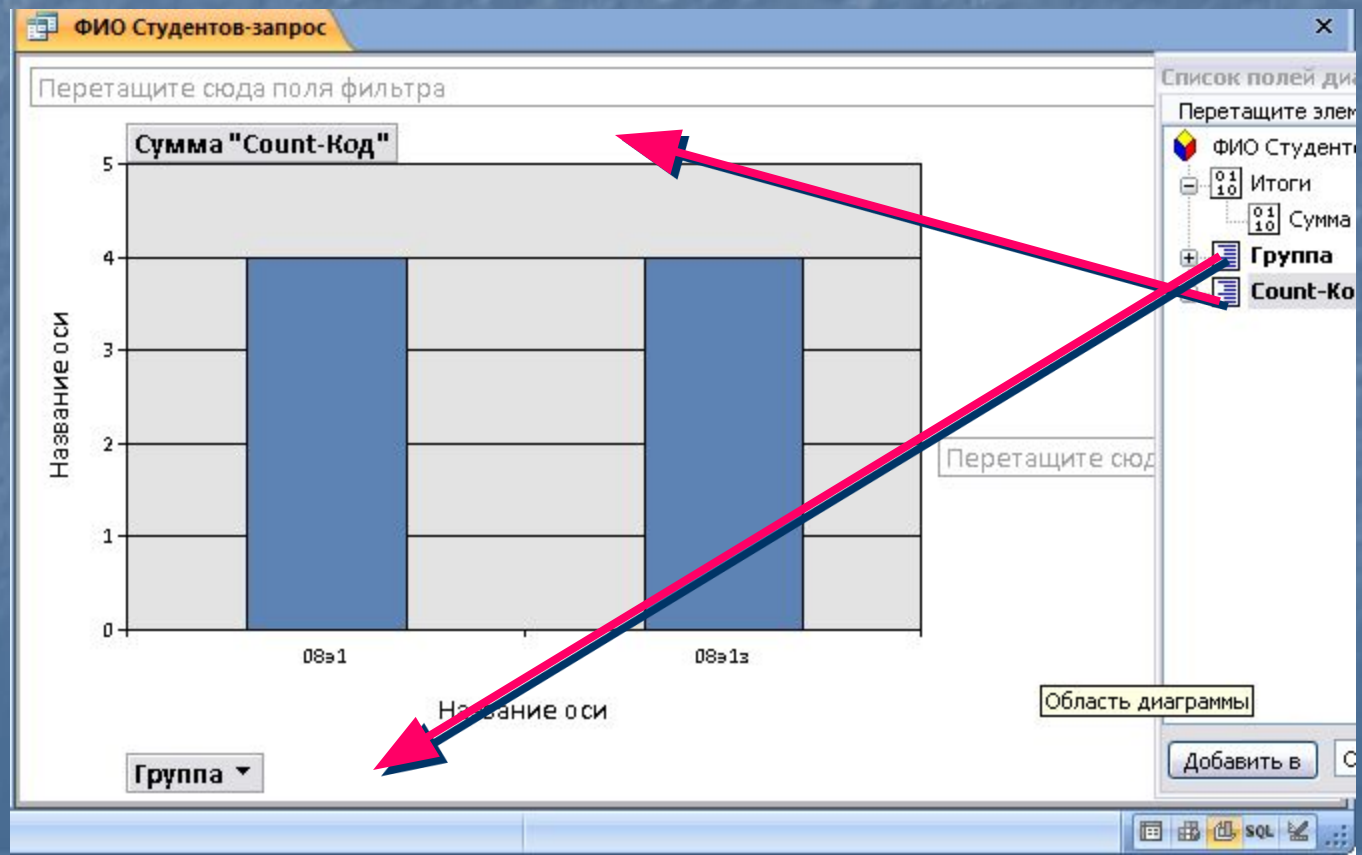 ФИО Студентов-запрос
Перетащите сюда поля фильтра
Сумма "Count-Код"
5
4
3
2
1
0
Название оси
08э1
08э1з
Название оси
Группа
Перетащите сюд
Область диаграммы
Список полей диа
Перетащите элем
ФИО Студенто
Итоги
Сумма
Группа
Count-Ко
Добавить в
С
SQL